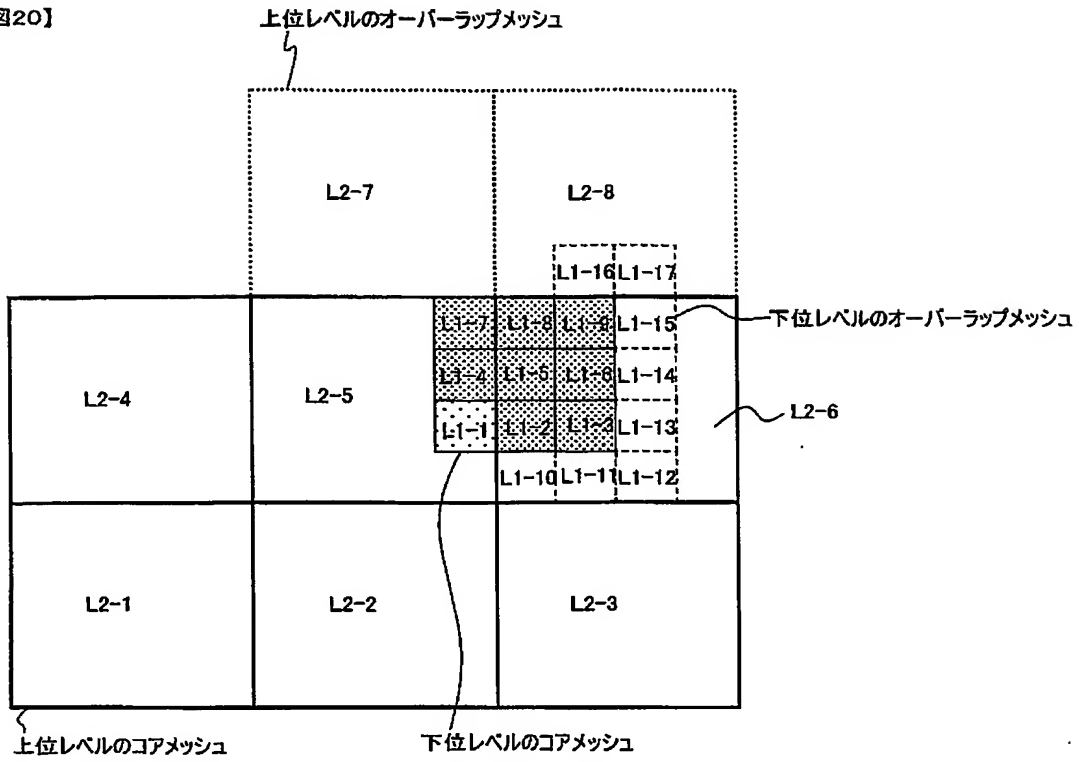 図20】
上位レベルのオーバーラップメッシュ
L2-7
L2-8
L1-16 L1-17
L1-7 L1-8 L1-9 L1-15
下位レベルのオーバーラップメッシュ
L2-4
L2-5
L1-4 L1-5 L1-6 L1-14
L2-6
L1-1 L1-2 L1-3 L1-13
L1-10 L1-11 L1-12
L2-1
L2-2
L2-3
上位レベルのコアメッシュ
下位レベルのコアメッシュ